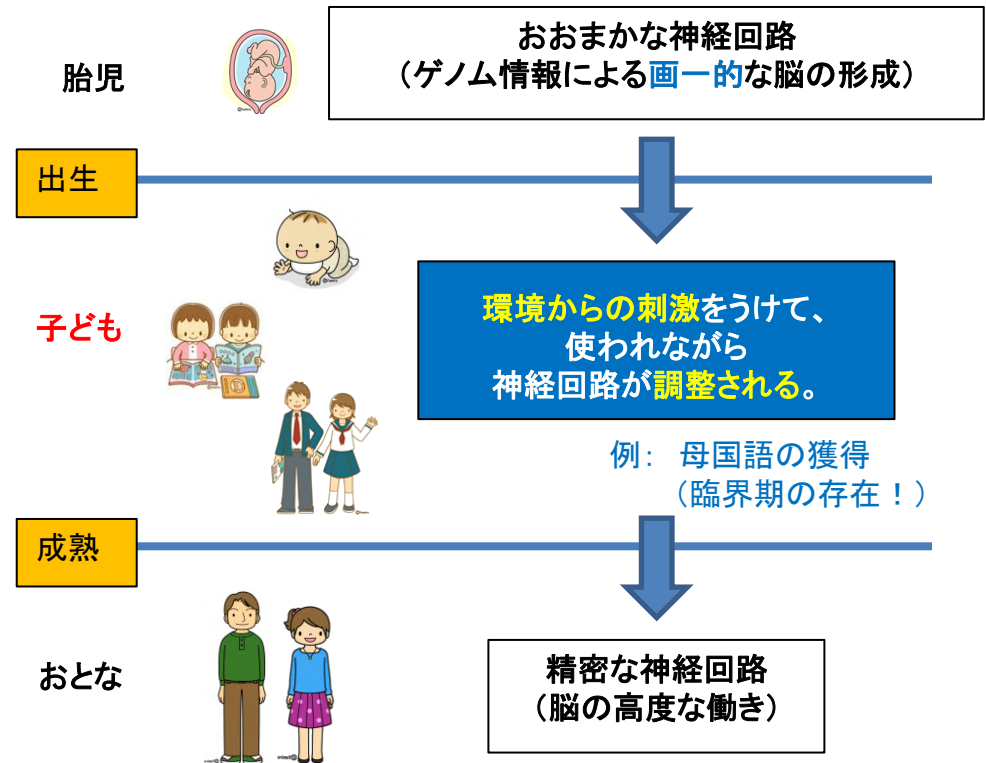 おおまかな神経回路
（ゲノム情報による画一的な脳の形成）
胎児
出生
子ども
環境からの刺激をうけて、
使われながら
神経回路が調整される。
例： 母国語の獲得
（臨界期の存在！）
成熟
おとな
精密な神経回路
（脳の高度な働き）